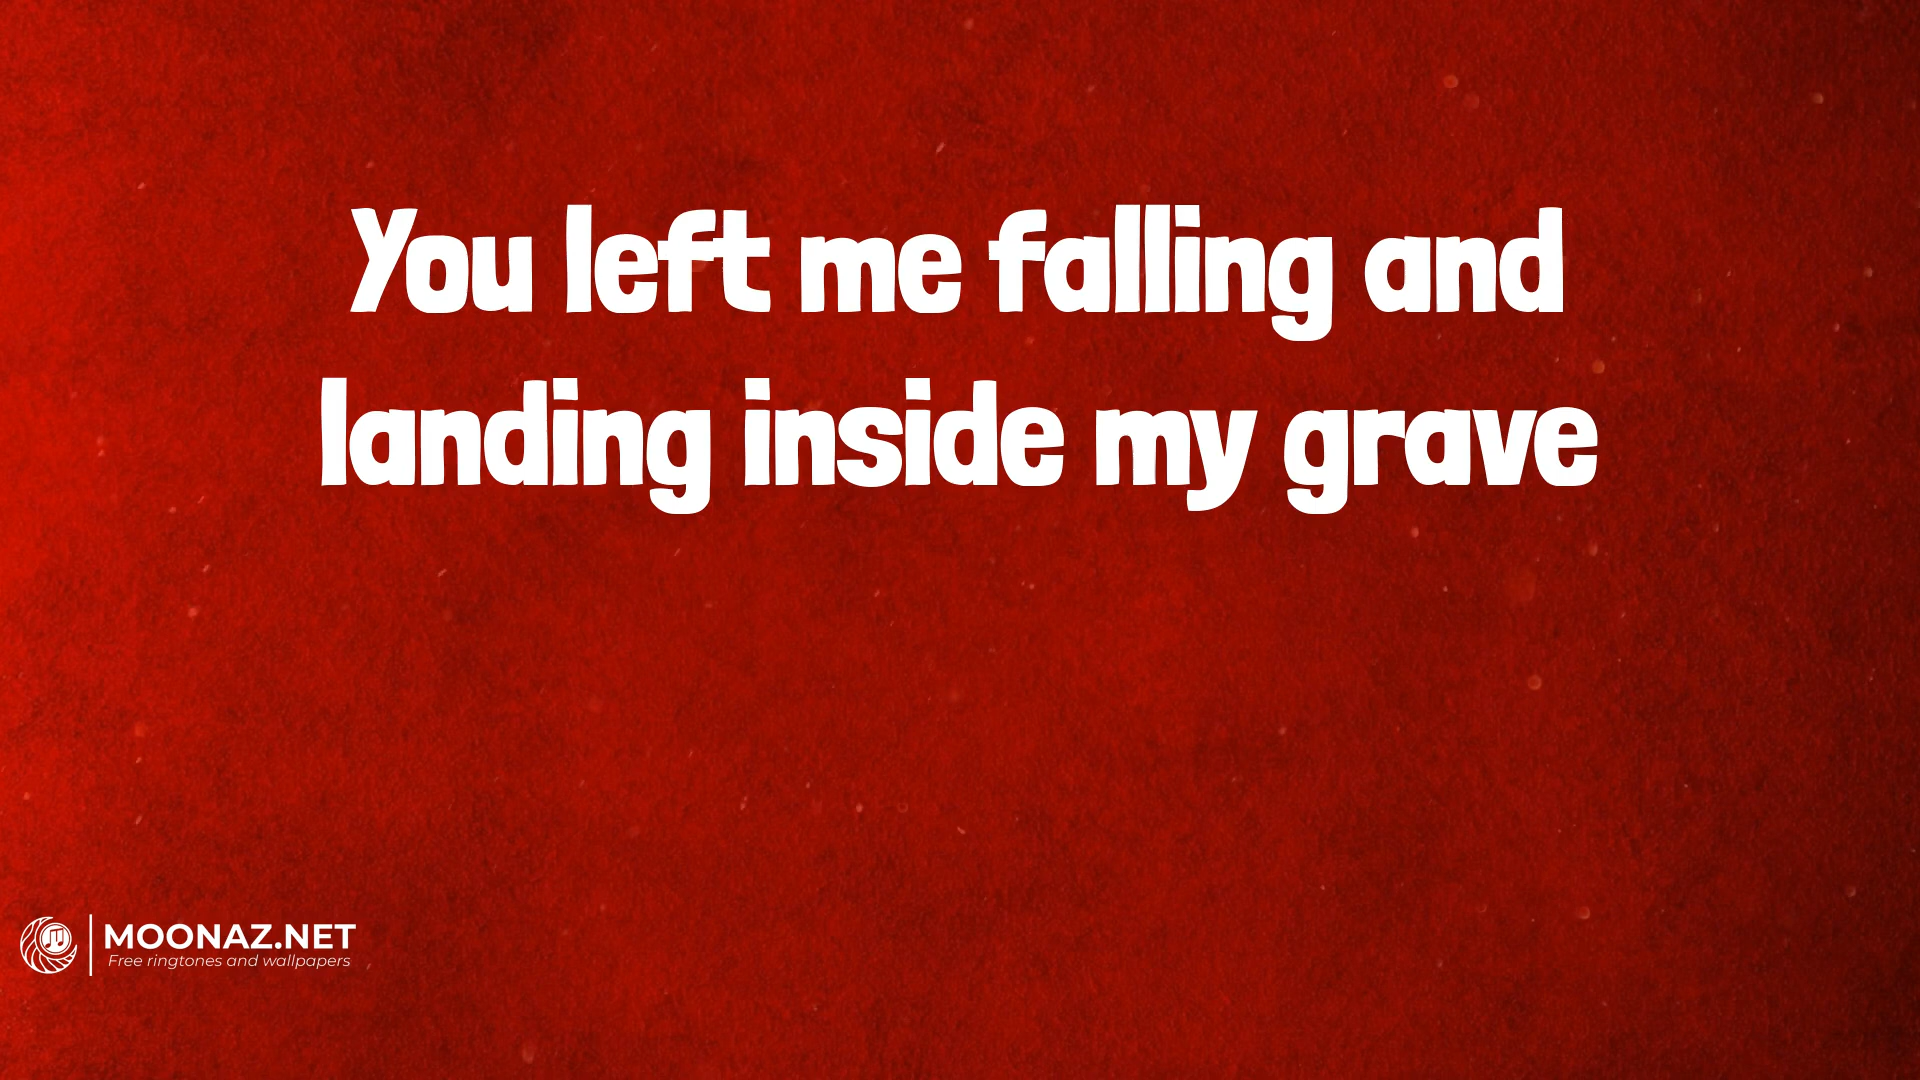 You left me falling and
landing inside my grave
MOONAZ.NET
Free ringtones and wallpapers